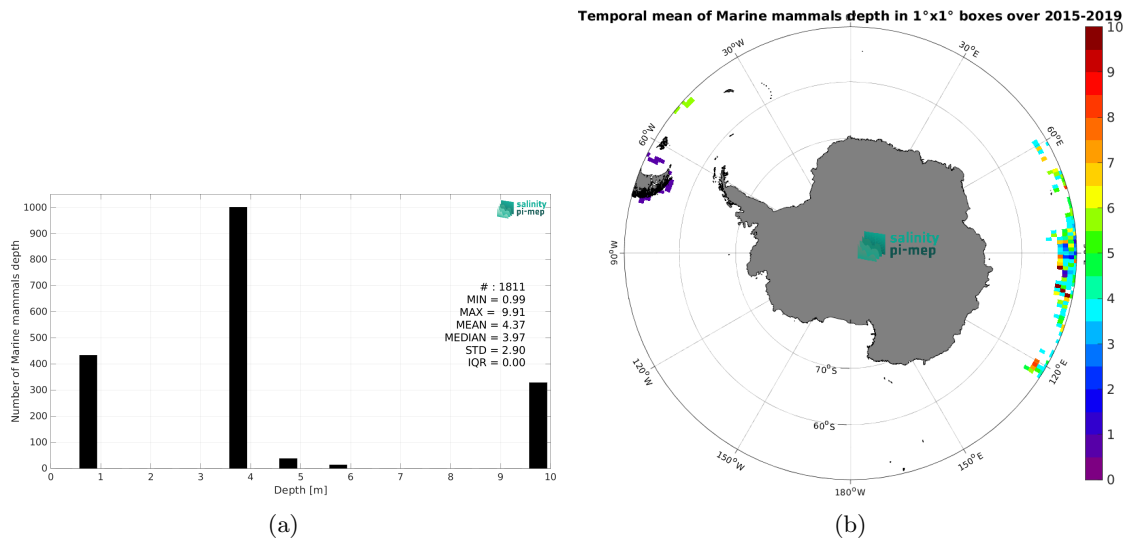 Temporal mean of Marine mammals depth in 1°x1° boxes over 2015-2019
1000
900
800
700
600
500
400
300
200
100
0
Number of Marine mammals depth
salinity
pi-mep
# : 1811
MIN = 0.99
MAX = 9.91
MEAN = 4.37
MEDIAN = 3.97
STD = 2.90
IQR = 0.00
0 1 2 3 4 5 6 7 8 9 10
Depth [m]
(a)
30°W
30°E
60°W
60°E
90°W
salinity
pi-mep
120°W
120°E
70°S
60°S
150°W
150°E
180°W
10
9
8
7
6
5
4
3
2
1
0
(b)